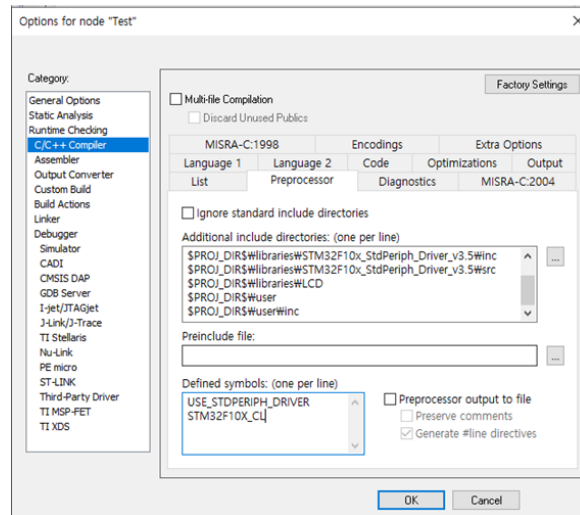 Options for node "Test"
Category:
Factory Settings
General Options
Static Analysis
Runtime Checking
C/C++ Compiler
Assembler
Output Converter
Custom Build
Build Actions
Linker
Debugger
Simulator
CADI
CMSIS DAP
GDB Server
I-jet/JTAGjet
J-Link/J-Trace
TI Stellaris
Nu-Link
PE micro
ST-LINK
Third-Party Driver
TI MSP-FET
TI XDS
Multi-file Compilation
Discard Unused Publics
MISRA-C:1998 Encodings Extra Options
Language 1 Language 2 Code Optimizations Output
List Preprocessor Diagnostics MISRA-C:2004
Ignore standard include directories
Additional include directories: (one per line)
$PROJ_DIR$₩libraries₩STM32F10x_StdPeriph_Driver_v3.5₩inc
$PROJ_DIR$₩libraries₩STM32F10x_StdPeriph_Driver_v3.5₩src
$PROJ_DIR$₩libraries₩LCD
$PROJ_DIR$₩user
$PROJ_DIR$₩user₩inc
...
Preinclude file:
...
Defined symbols: (one per line)
USE_STDPERIPH_DRIVER
STM32F10X_CL
Preprocessor output to file
Preserve comments
Generate #line directives
OK Cancel